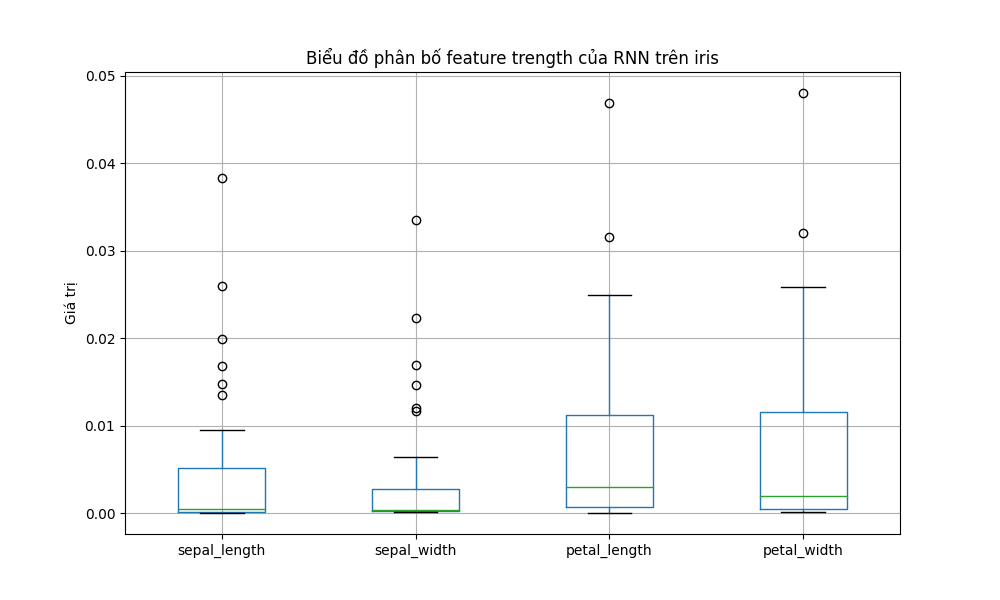 Biểu đồ phân bố feature trength của RNN trên iris
Giá trị
0.05
0.04
0.03
0.02
0.01
0.00
sepal_length sepal_width petal_length petal_width